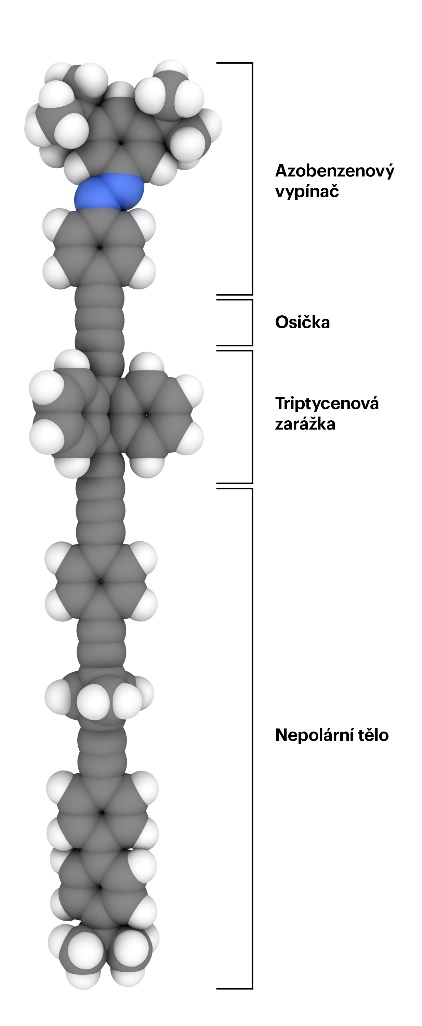 Azobenzenový
vypínač
Osička
Triptycenová
zarážka
Nepolární tělo